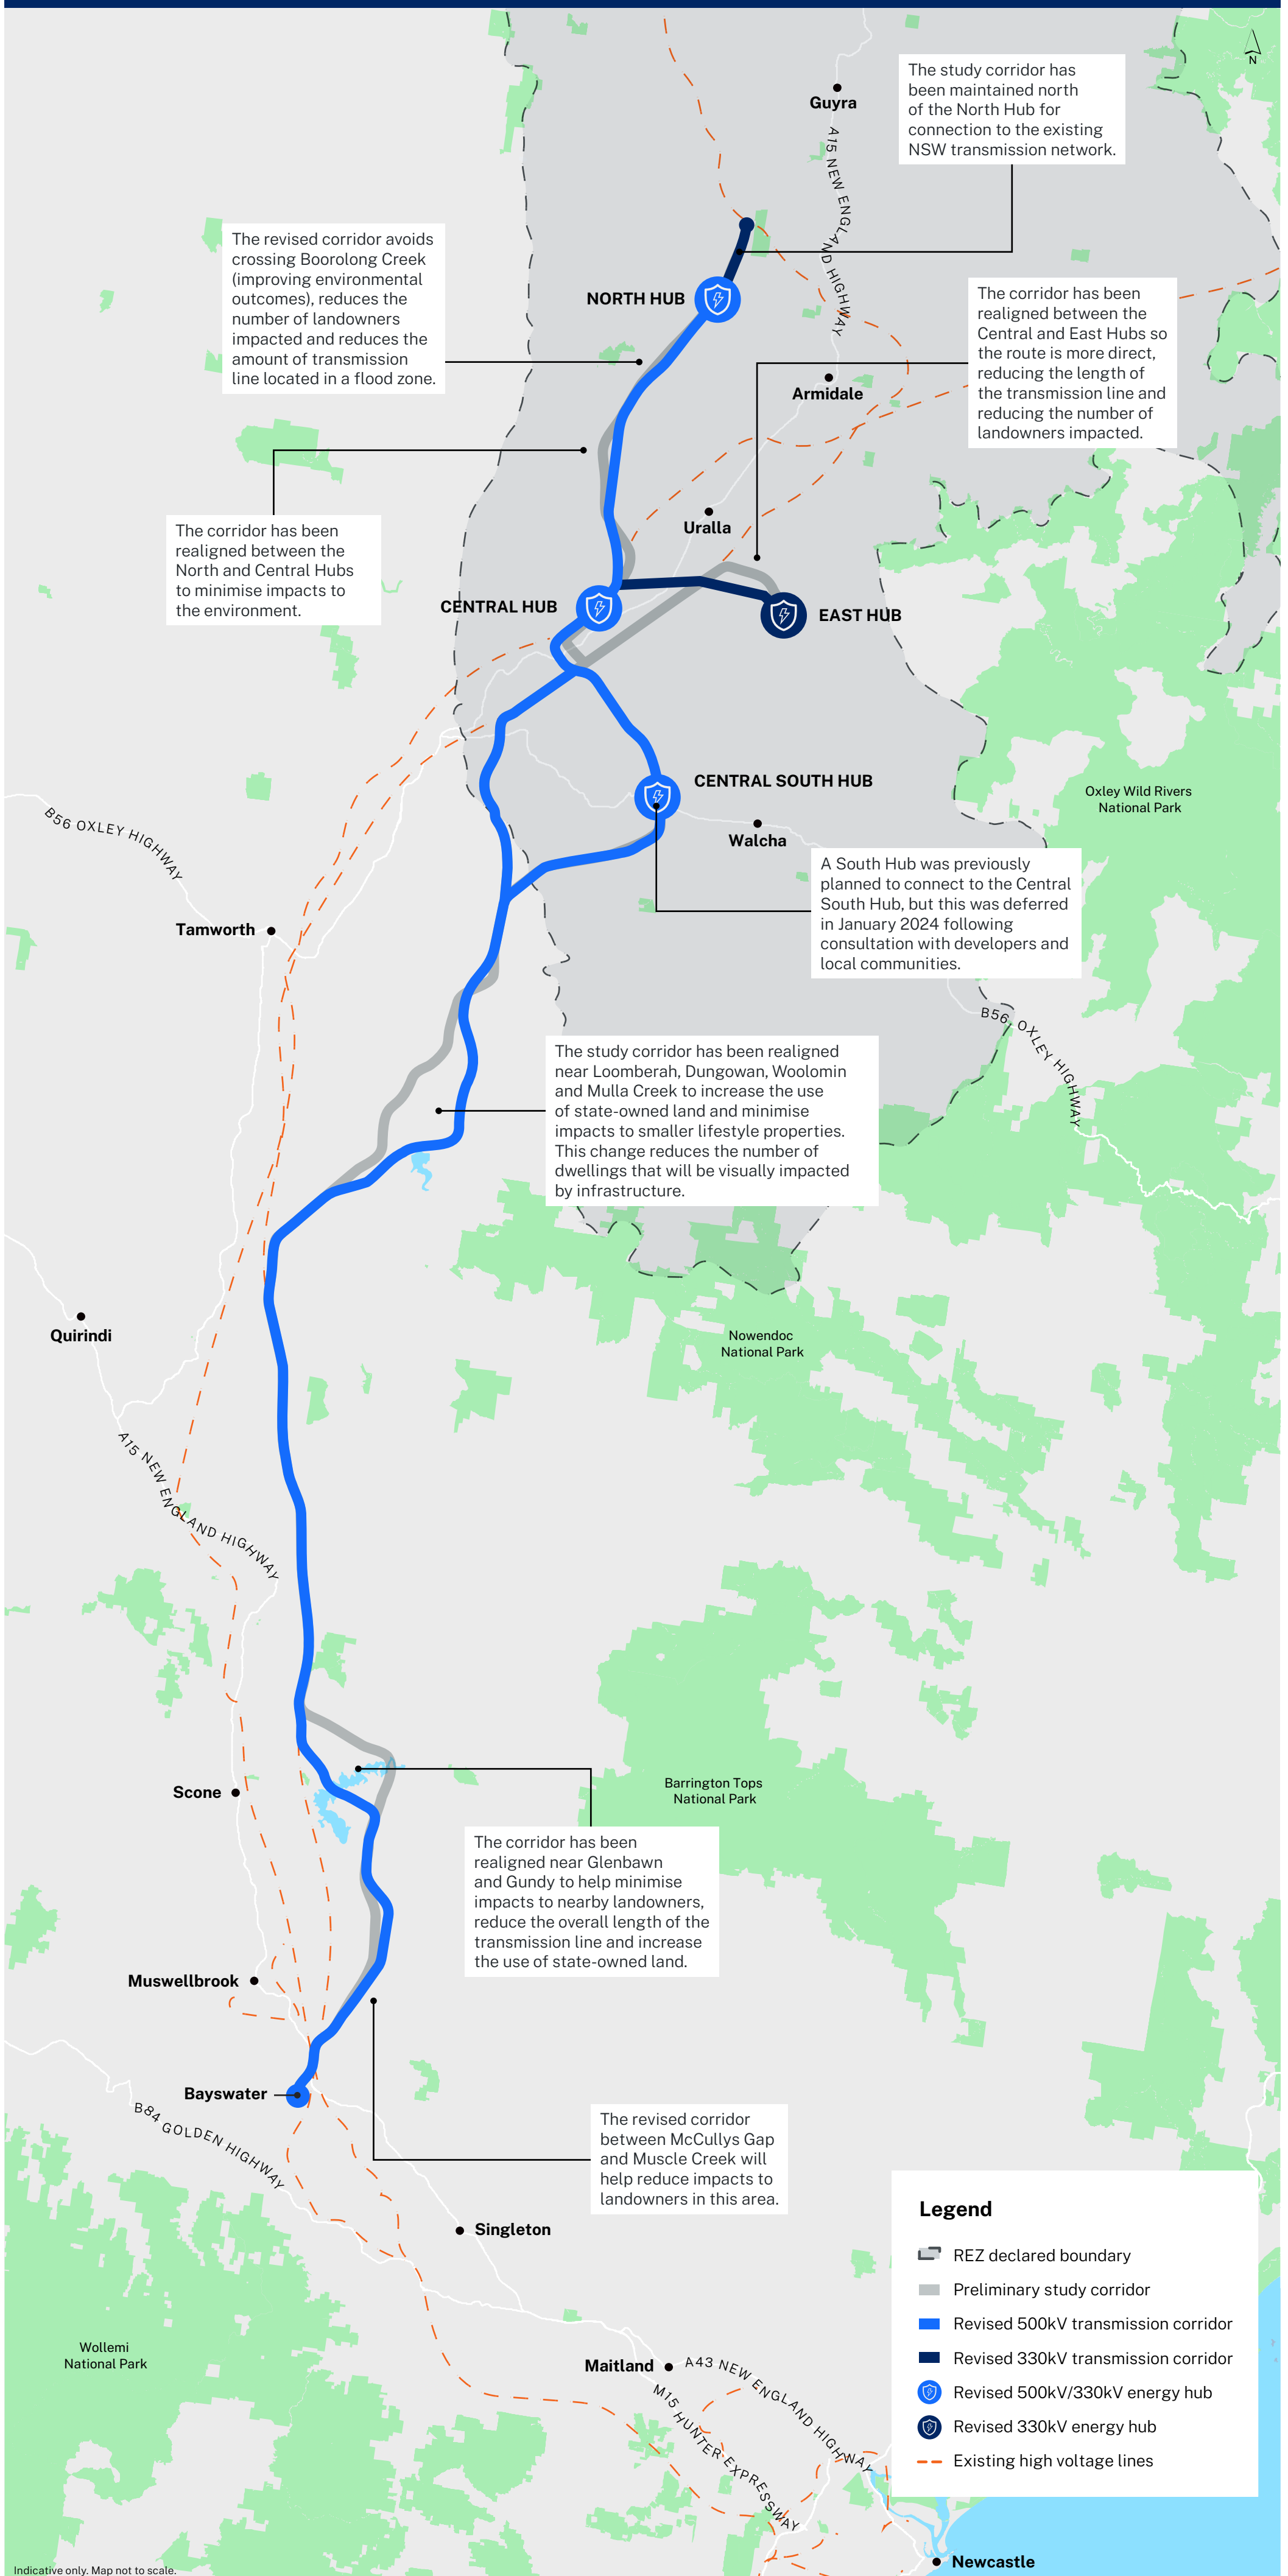 N
Guyra
The study corridor has
been maintained north
of the North Hub for
connection to the existing
NSW transmission network.
A15 NEW ENGLAND HIGHWAY
The revised corridor avoids
crossing Boorolong Creek
(improving environmental
outcomes), reduces the
number of landowners
impacted and reduces the
amount of transmission
line located in a flood zone.
NORTH HUB
The corridor has been
realigned between the
Central and East Hubs so
the route is more direct,
reducing the length of
the transmission line and
reducing the number of
landowners impacted.
Armidale
The corridor has been
realigned between the
North and Central Hubs
to minimise impacts to
the environment.
Uralla
CENTRAL HUB
EAST HUB
CENTRAL SOUTH HUB
Oxley Wild Rivers
National Park
B56 OXLEY HIGHWAY
Walcha
A South Hub was previously
planned to connect to the Central
South Hub, but this was deferred
in January 2024 following
consultation with developers and
local communities.
Tamworth
B56 OXLEY HIGHWAY
The study corridor has been realigned
near Loomberah, Dungowan, Woolomin
and Mulla Creek to increase the use
of state-owned land and minimise
impacts to smaller lifestyle properties.
This change reduces the number of
dwellings that will be visually impacted
by infrastructure.
Quirindi
Nowendoc
National Park
A15 NEW ENGLAND HIGHWAY
Scone
Barrington Tops
National Park
The corridor has been
realigned near Glenbawn
and Gundy to help minimise
impacts to nearby landowners,
reduce the overall length of the
transmission line and increase
the use of state-owned land.
Muswellbrook
Bayswater
B84 GOLDEN HIGHWAY
The revised corridor
between McCullys Gap
and Muscle Creek will
help reduce impacts to
landowners in this area.
Singleton
Wollemi
National Park
Maitland
A43 NEW ENGLAND HIGHWAY
M15 HUNTER EXPRESSWAY
Legend
REZ declared boundary
Preliminary study corridor
Revised 500kV transmission corridor
Revised 330kV transmission corridor
Revised 500kV/330kV energy hub
Revised 330kV energy hub
Existing high voltage lines
Newcastle
Indicative only. Map not to scale.